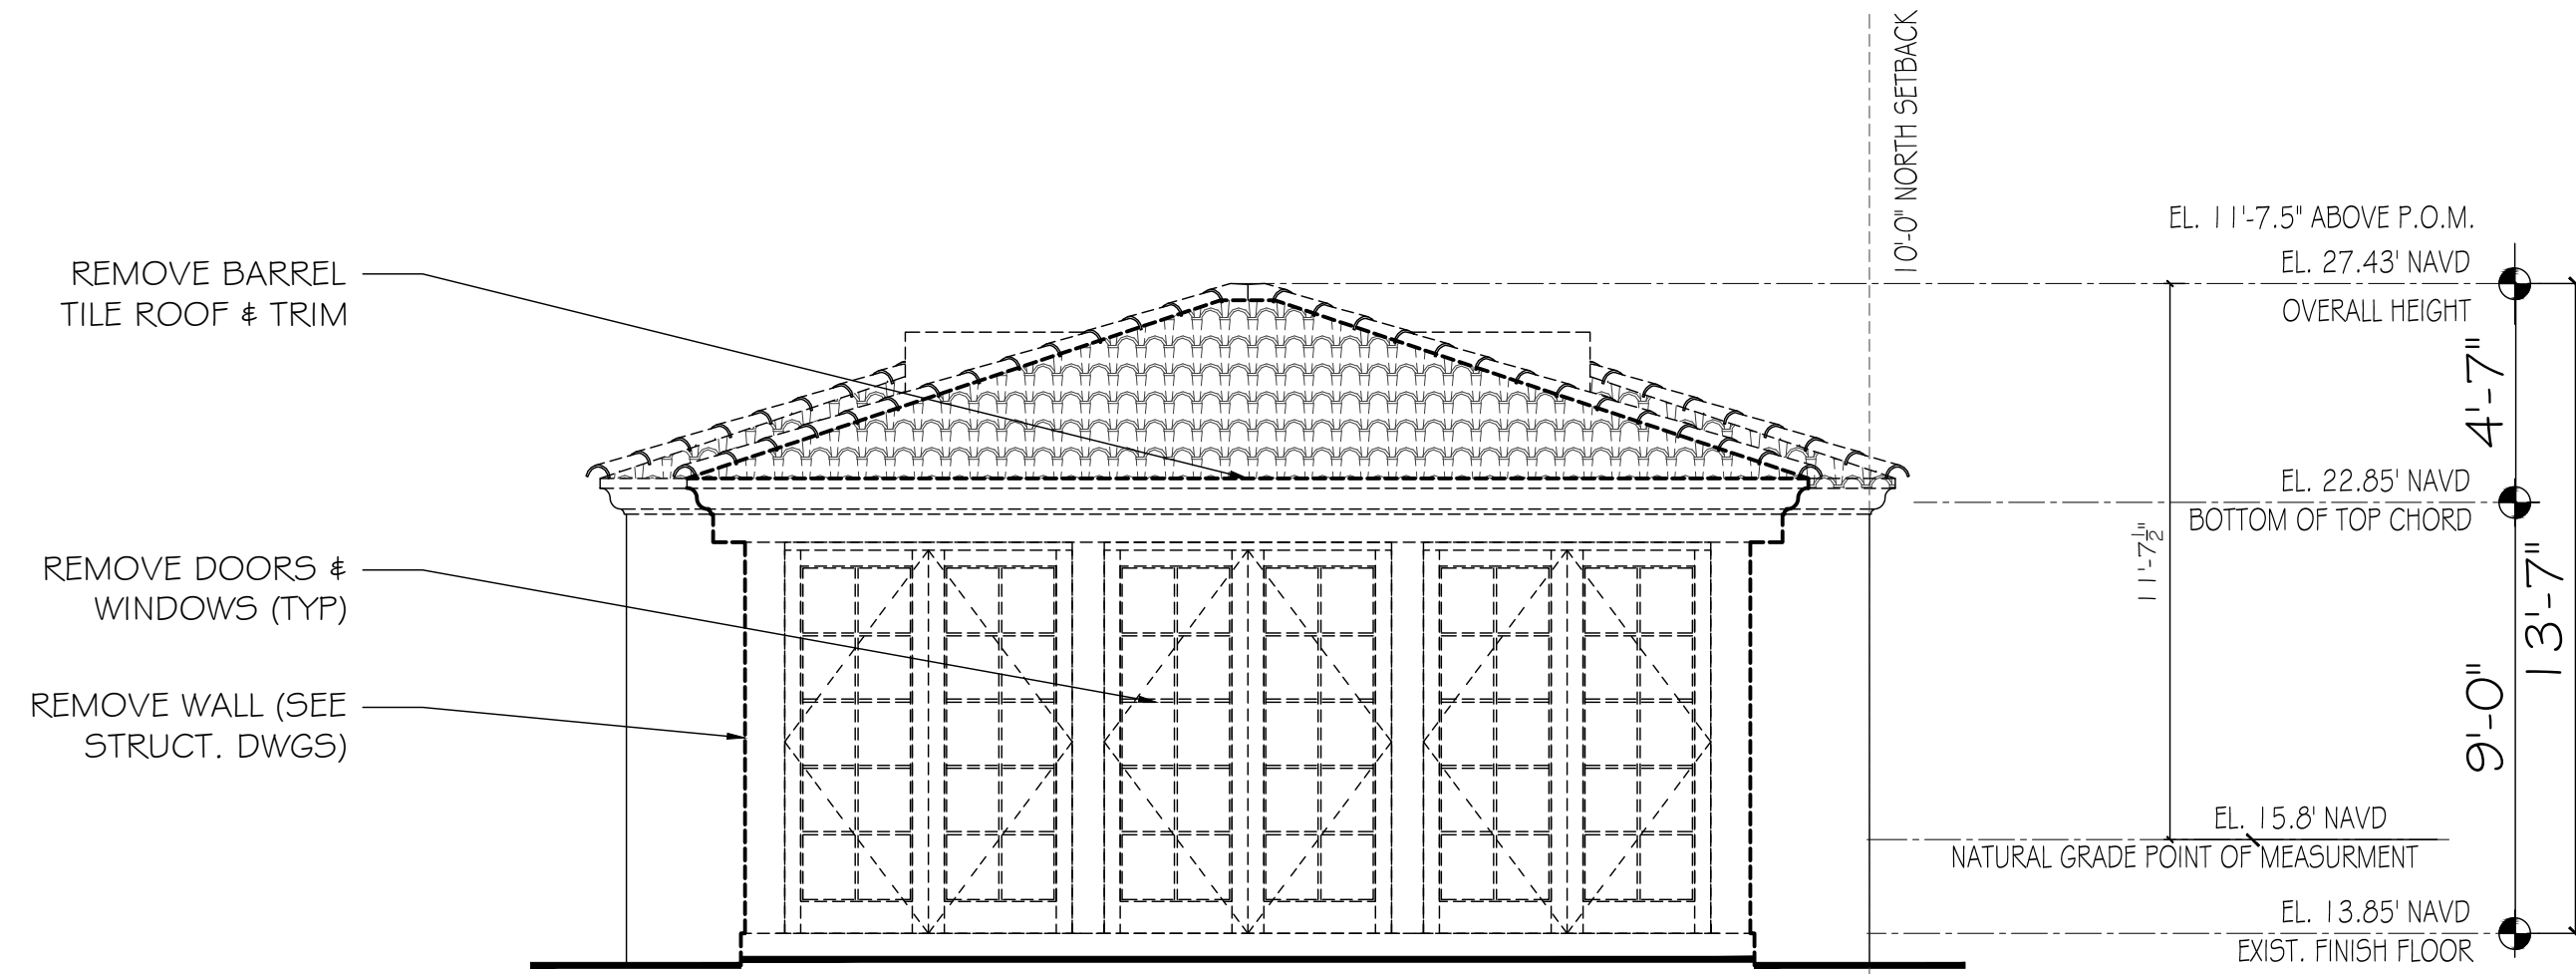 10'-0" NORTH SETBACK
EL. 11'-7.5" ABOVE P.O.M.
EL. 27.43' NAVD
OVERALL HEIGHT
REMOVE BARREL
TILE ROOF & TRIM
4'-7"
EL. 22.85' NAVD
BOTTOM OF TOP CHORD
11'-7 1/2"
13'-7"
REMOVE DOORS &
WINDOWS (TYP)
9'-0"
REMOVE WALL (SEE
STRUCT. DWGS)
EL. 15.8' NAVD
NATURAL GRADE POINT OF MEASURMENT
EL. 13.85' NAVD
EXIST. FINISH FLOOR